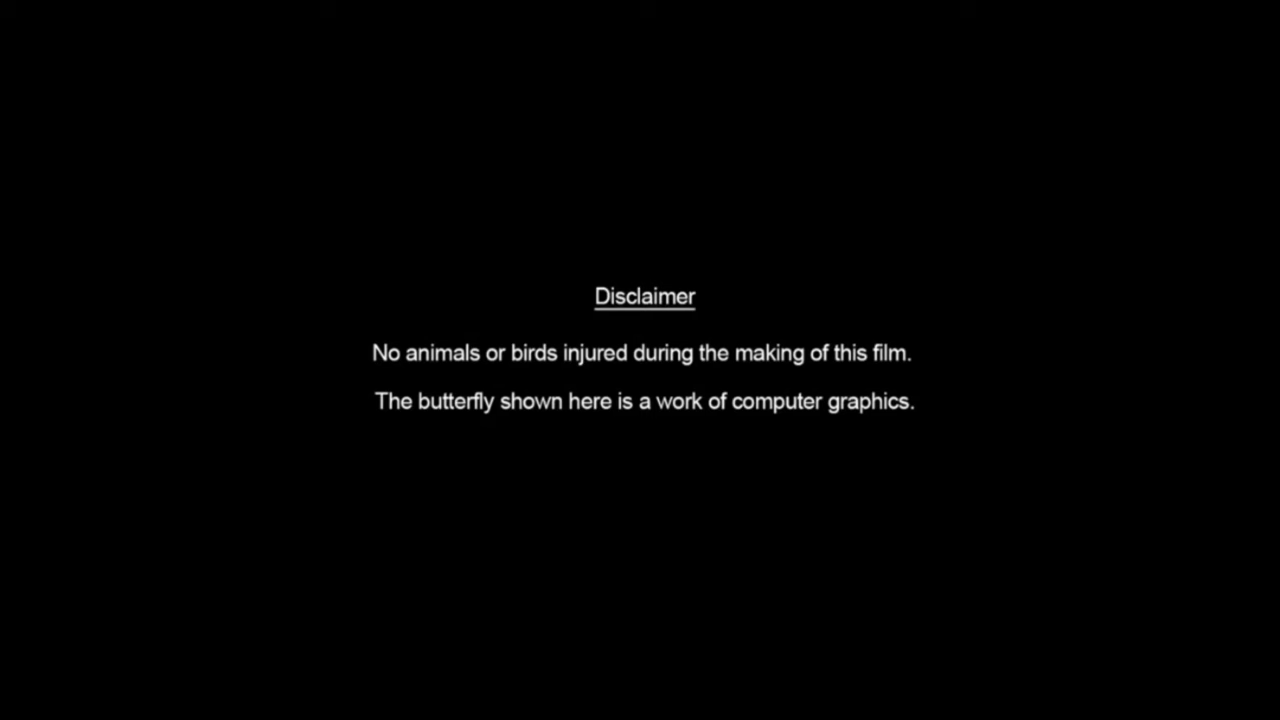 Disclaimer
No animals or birds injured during the making of this film.
The butterfly shown here is a work of computer graphics.